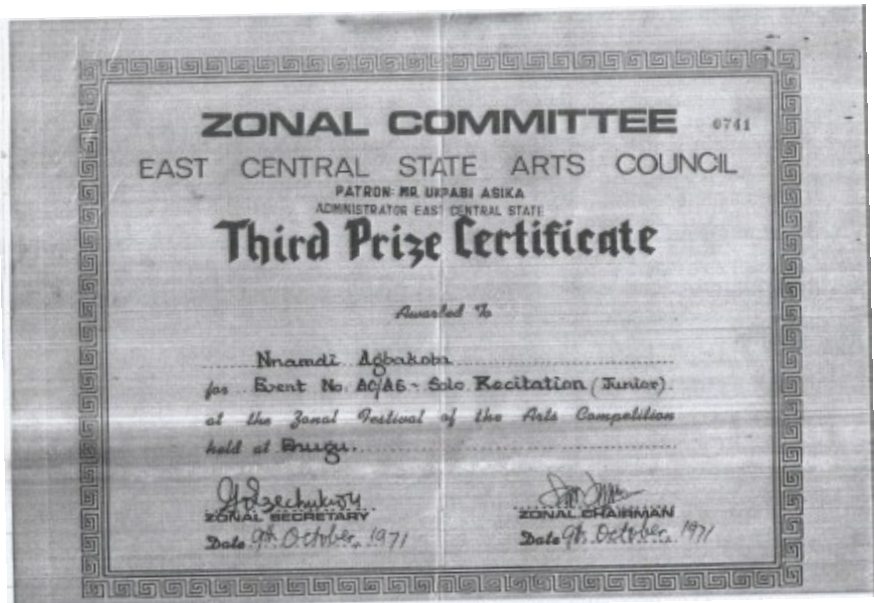 ZONAL COMMITTEE 0741
EAST CENTRAL STATE ARTS COUNCIL
PATRON: MR. UKPABI ASIKA
ADMINISTRATOR EAST CENTRAL STATE
Third Prize Certificate
Awarded To
Nnamdi Agbakoba
for Event No. AC/A6 - Solo Recitation (Junior)
at the Zonal Festival of the Arts Competition
held at Enugu.
ZONAL SECRETARY
Date 9th October, 1971
ZONAL CHAIRMAN
Date 9th October, 1971